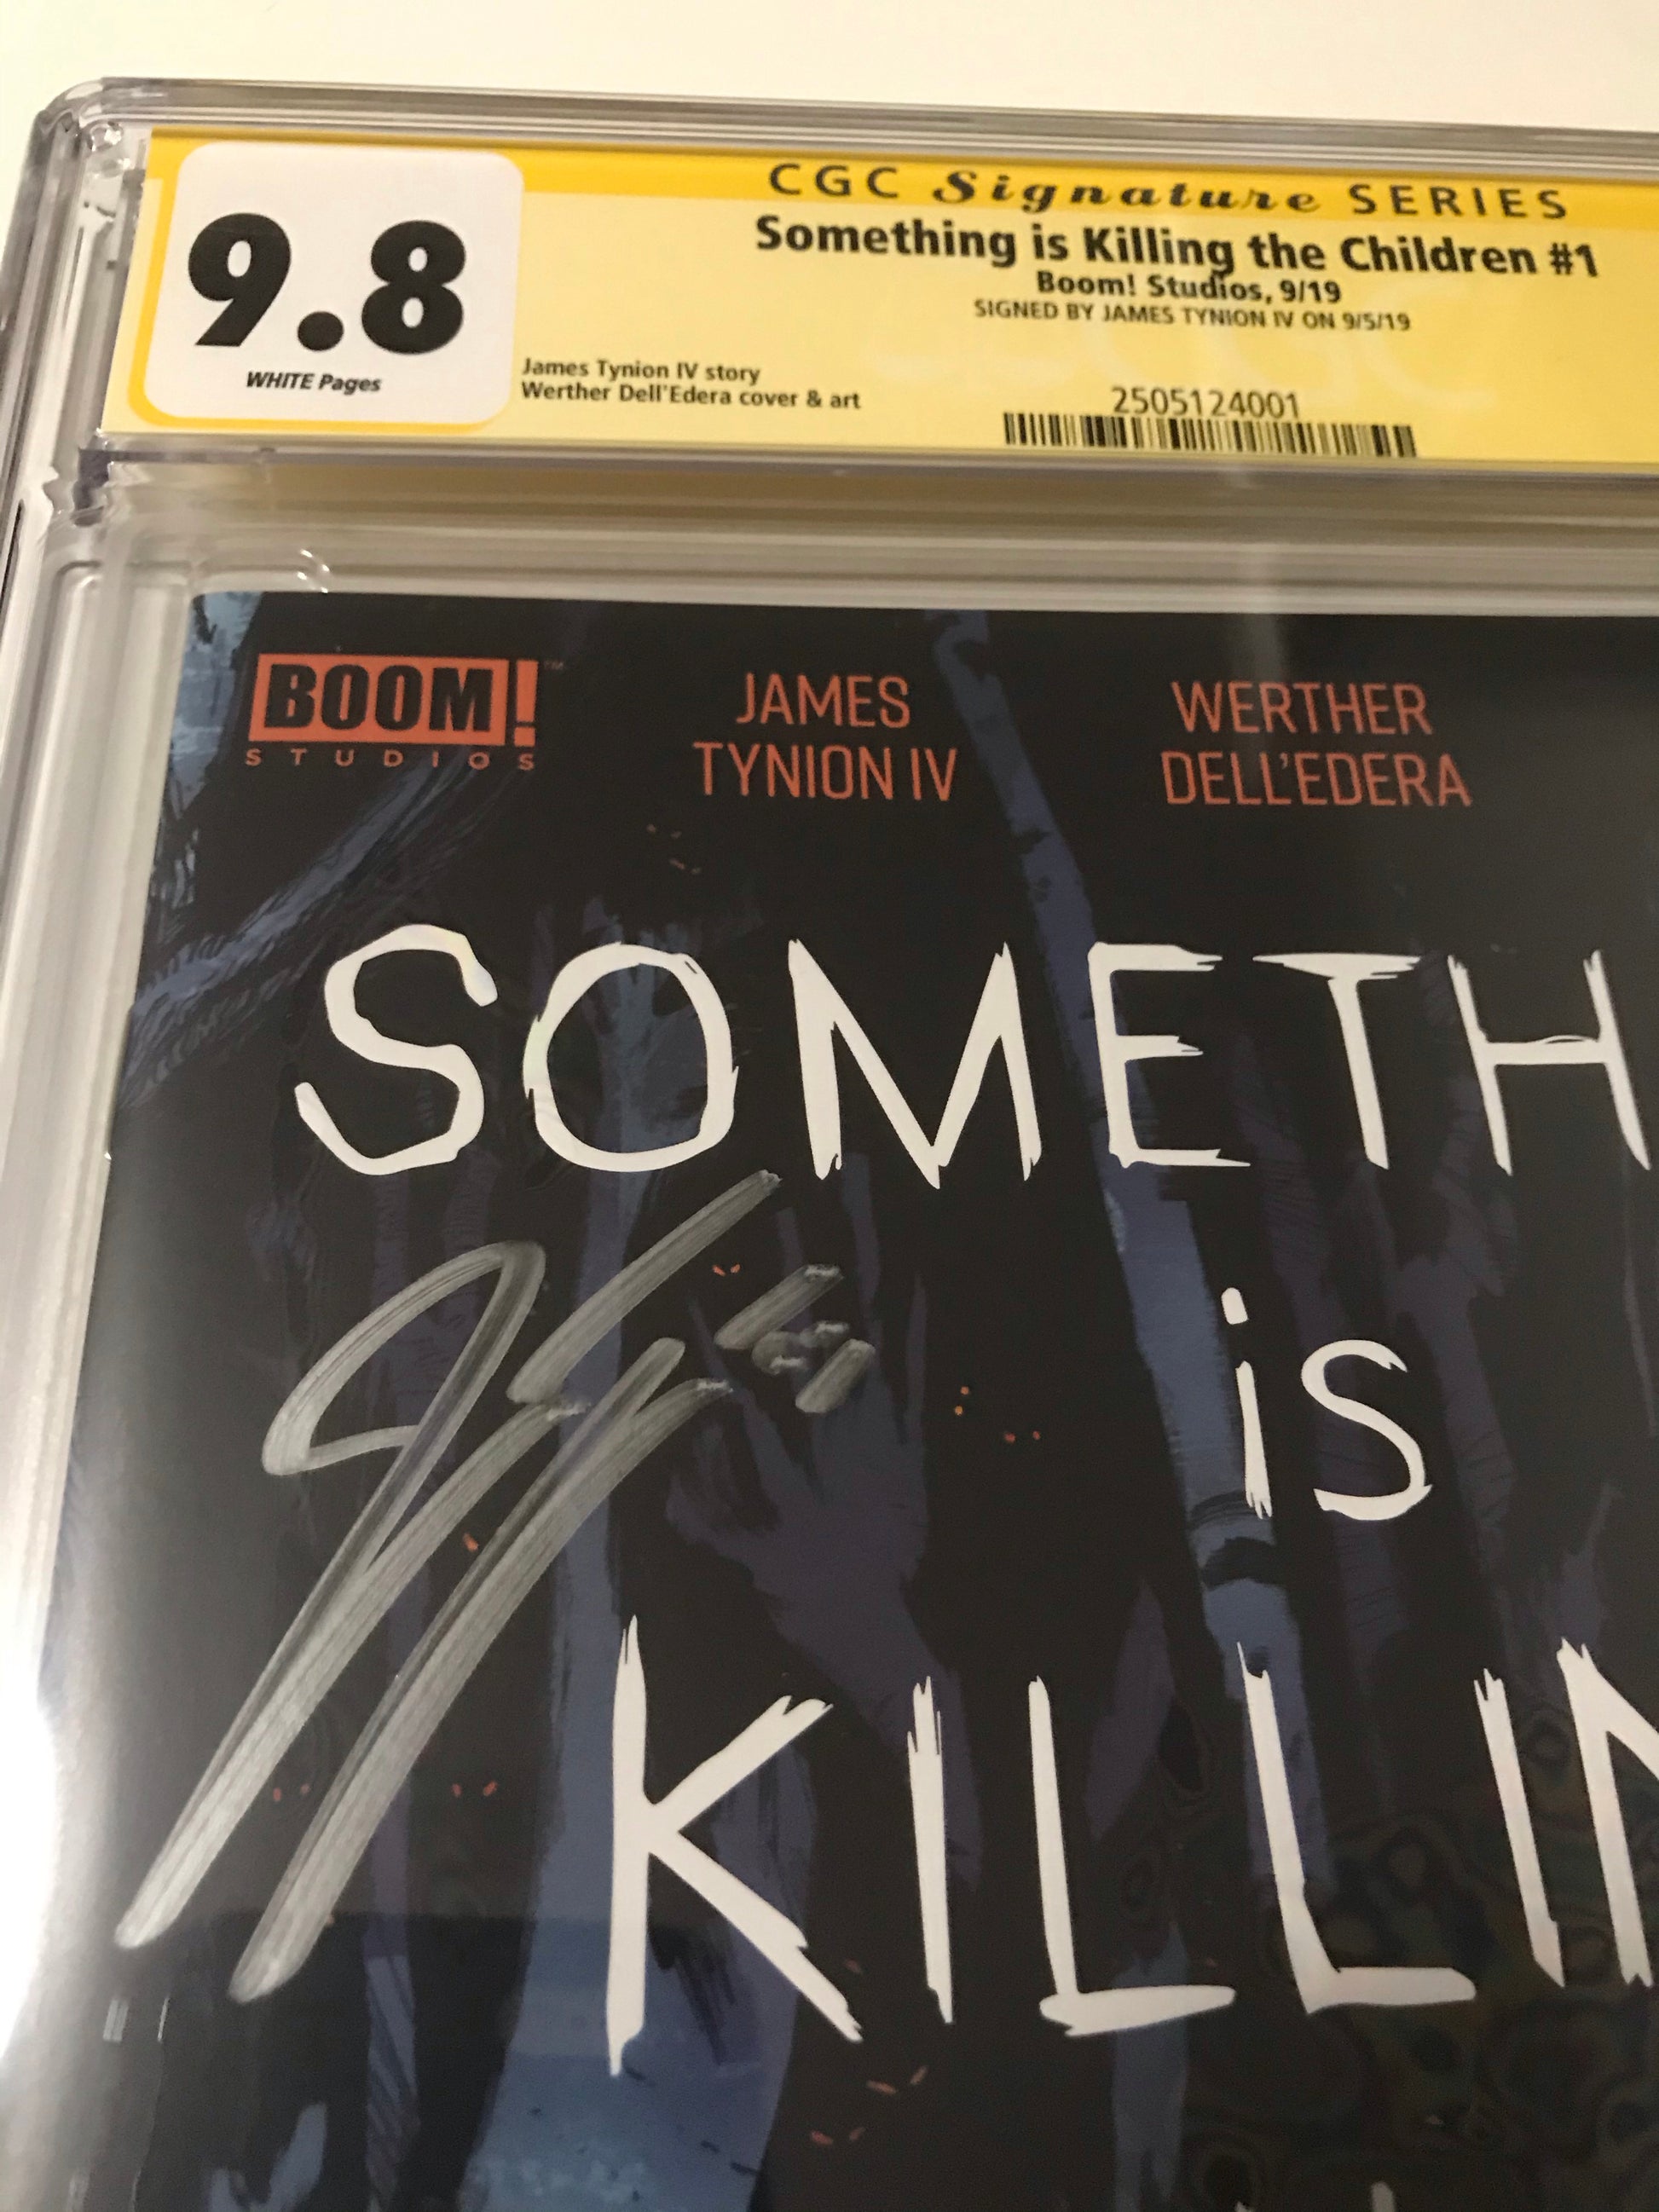 CGC Signature SERIES
Something is Killing the Children #1
Boom! Studios, 9/19
SIGNED BY JAMES TYNION IV ON 9/5/19
9.8
WHITE Pages
James Tynion IV story
Werther Dell'Edera cover & art
2505124001
BOOM!™
STUDIOS
JAMES
TYNION IV
WERTHER
DELL'EDERA
SOMETH
is
KILLIN